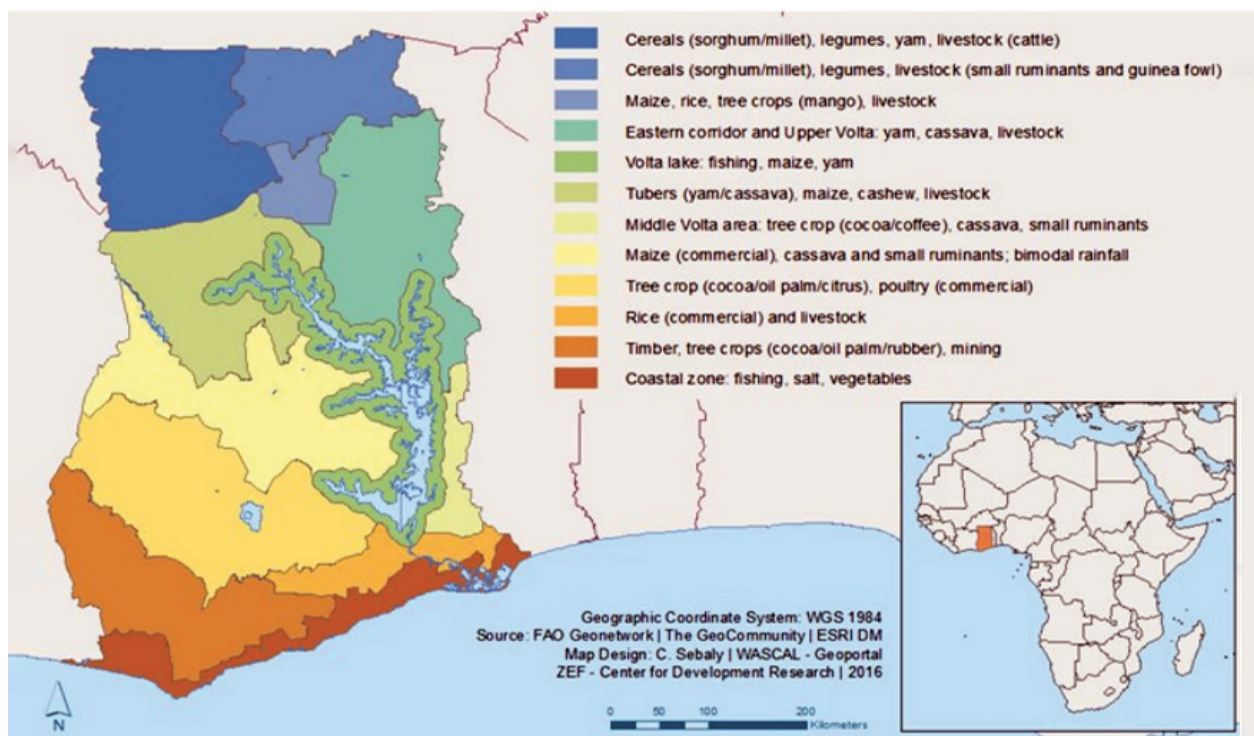 Cereals (sorghum/millet), legumes, yam, livestock (cattle)
Cereals (sorghum/millet), legumes, livestock (small ruminants and guinea fowl)
Maize, rice, tree crops (mango), livestock
Eastern corridor and Upper Volta: yam, cassava, livestock
Volta lake: fishing, maize, yam
Tubers (yam/cassava), maize, cashew, livestock
Middle Volta area: tree crop (cocoa/coffee), cassava, small ruminants
Maize (commercial), cassava and small ruminants; bimodal rainfall
Tree crop (cocoa/oil palm/citrus), poultry (commercial)
Rice (commercial) and livestock
Timber, tree crops (cocoa/oil palm/rubber), mining
Coastal zone: fishing, salt, vegetables
Geographic Coordinate System: WGS 1984
Source: FAO Geonetwork | The GeoCommunity | ESRI DM
Map Design: C. Sebaly | WASCAL - Geoportal
ZEF - Center for Development Research | 2016
N
0 50 100 200
Kilometers